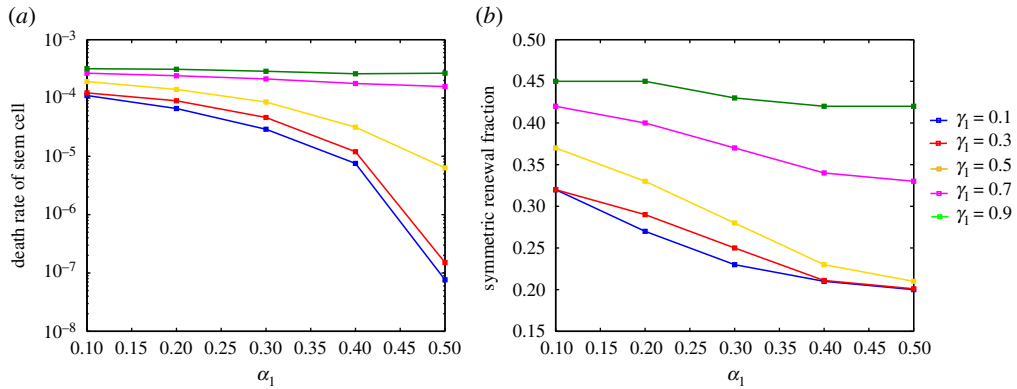 (a)
(b)
death rate of stem cell
10⁻³
10⁻⁴
10⁻⁵
10⁻⁶
10⁻⁷
10⁻⁸
0.10 0.15 0.20 0.25 0.30 0.35 0.40 0.45 0.50
α₁
symmetric renewal fraction
0.50
0.45
0.40
0.35
0.30
0.25
0.20
0.15
0.10 0.15 0.20 0.25 0.30 0.35 0.40 0.45 0.50
α₁
γ₁ = 0.1
γ₁ = 0.3
γ₁ = 0.5
γ₁ = 0.7
γ₁ = 0.9